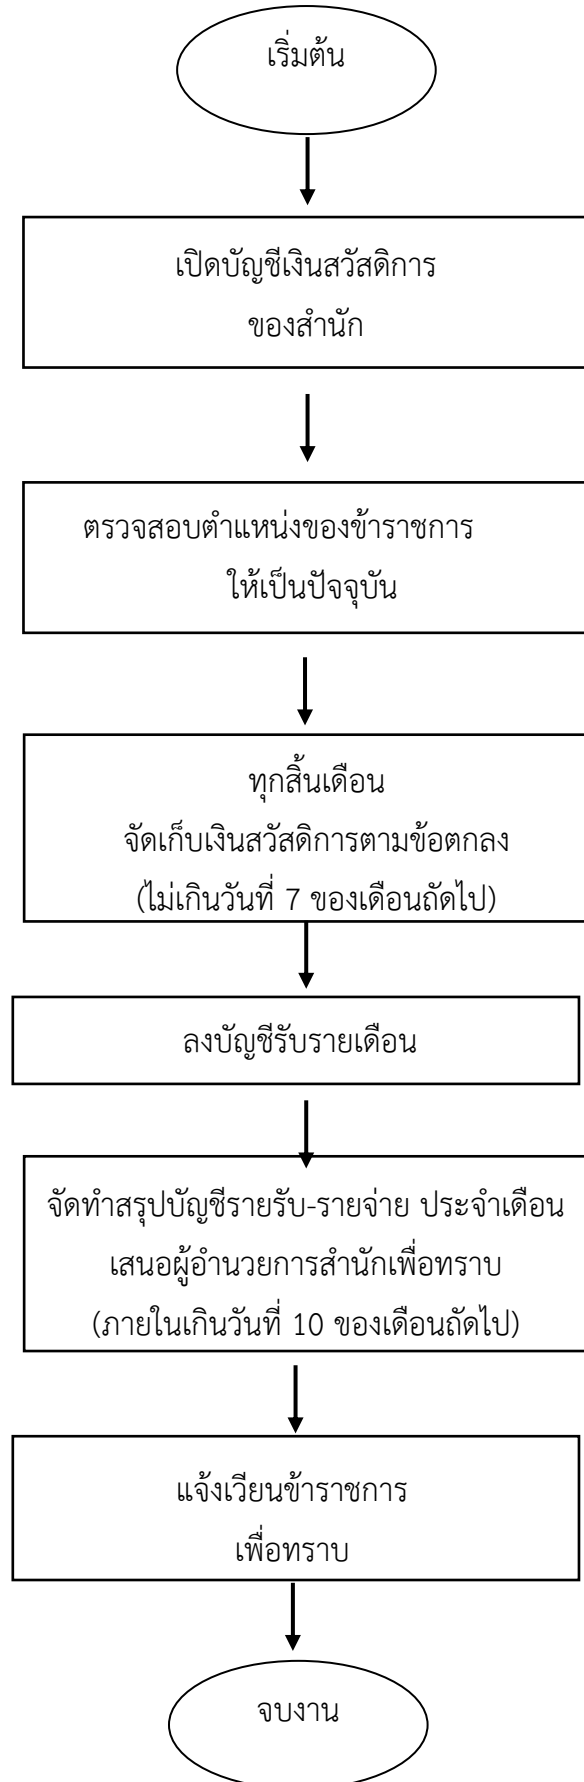 เริ่มต้น
เปิดบัญชีเงินสวัสดิการ
ของสำนัก
ตรวจสอบตำแหน่งของข้าราชการ
ให้เป็นปัจจุบัน
ทุกสิ้นเดือน
จัดเก็บเงินสวัสดิการตามข้อตกลง
(ไม่เกินวันที่ 7 ของเดือนถัดไป)
ลงบัญชีรับรายเดือน
จัดทำสรุปบัญชีรายรับ-รายจ่าย ประจำเดือน
เสนอผู้อำนวยการสำนักเพื่อทราบ
(ภายในเกินวันที่ 10 ของเดือนถัดไป)
แจ้งเวียนข้าราชการ
เพื่อทราบ
จบงาน